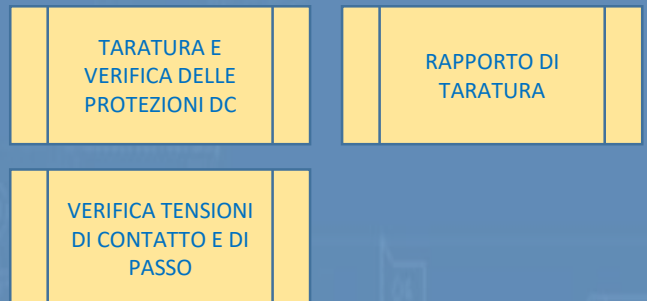 TARATURA E
VERIFICA DELLE
PROTEZIONI DC
RAPPORTO DI
TARATURA
VERIFICA TENSIONI
DI CONTATTO E DI
PASSO